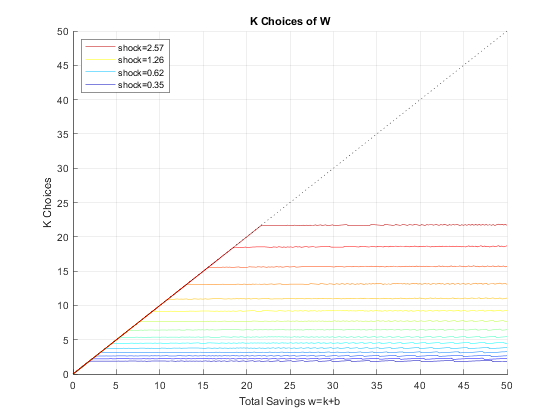 K Choices of W
50
45
40
35
30
25
20
15
10
5
0
K Choices
shock=2.57
shock=1.26
shock=0.62
shock=0.35
0 5 10 15 20 25 30 35 40 45 50
Total Savings w=k+b